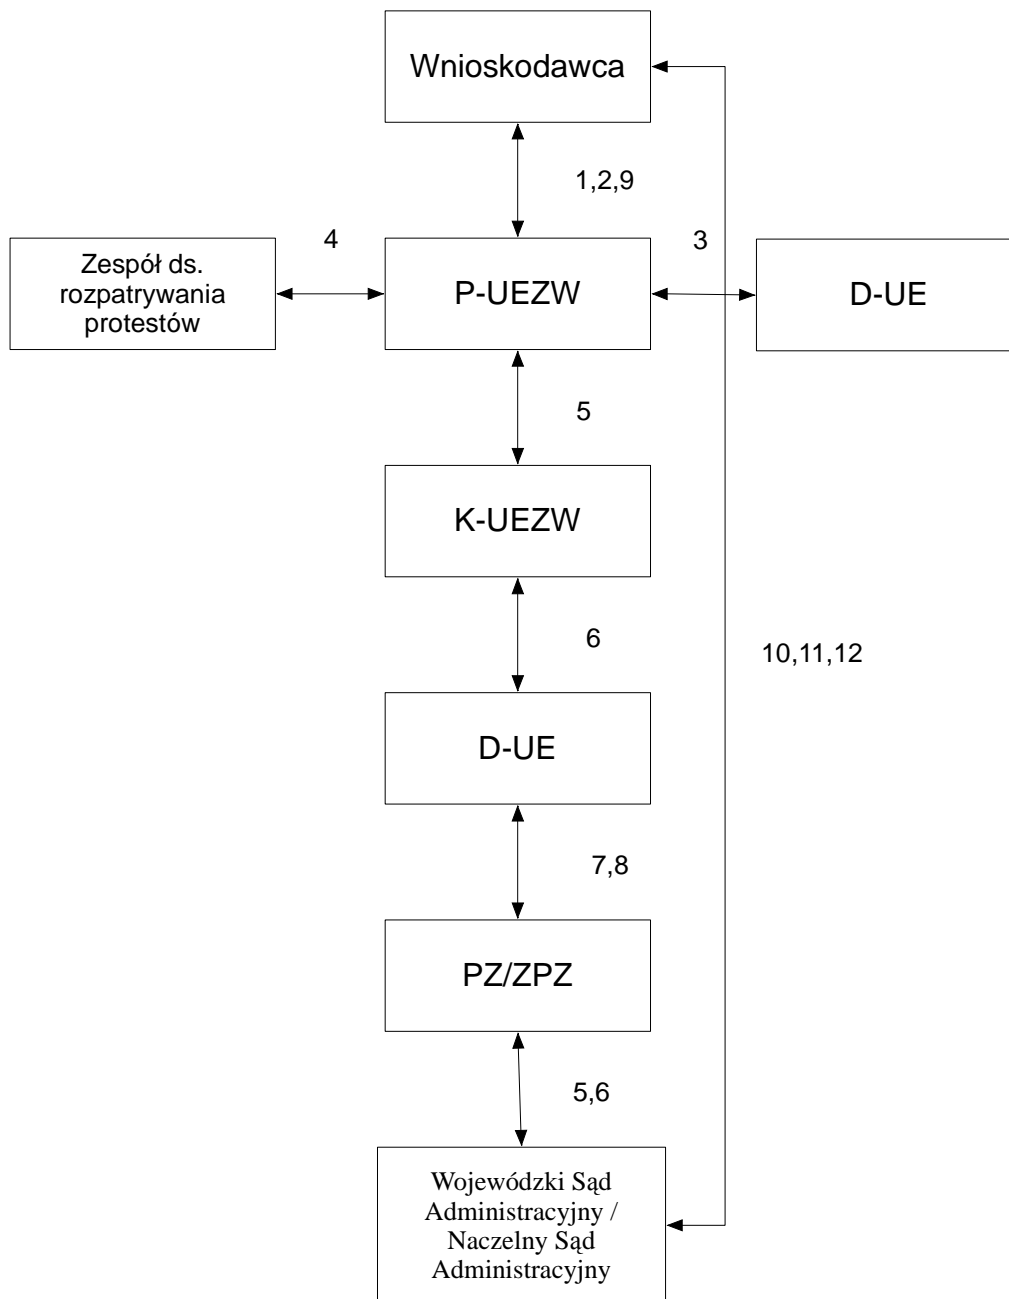 Wnioskodawca
1,2,9
4
3
Zespół ds.
rozpatrywania
protestów
P-UEZW
D-UE
5
K-UEZW
6
10,11,12
D-UE
7,8
PZ/ZPZ
5,6
Wojewódzki Sąd
Administracyjny /
Naczelny Sąd
Administracyjny